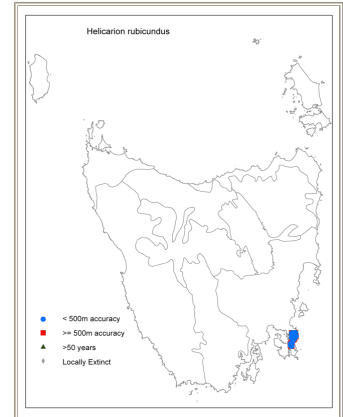 Helicarion rubicundus
< 500m accuracy
>= 500m accuracy
>50 years
Locally Extinct